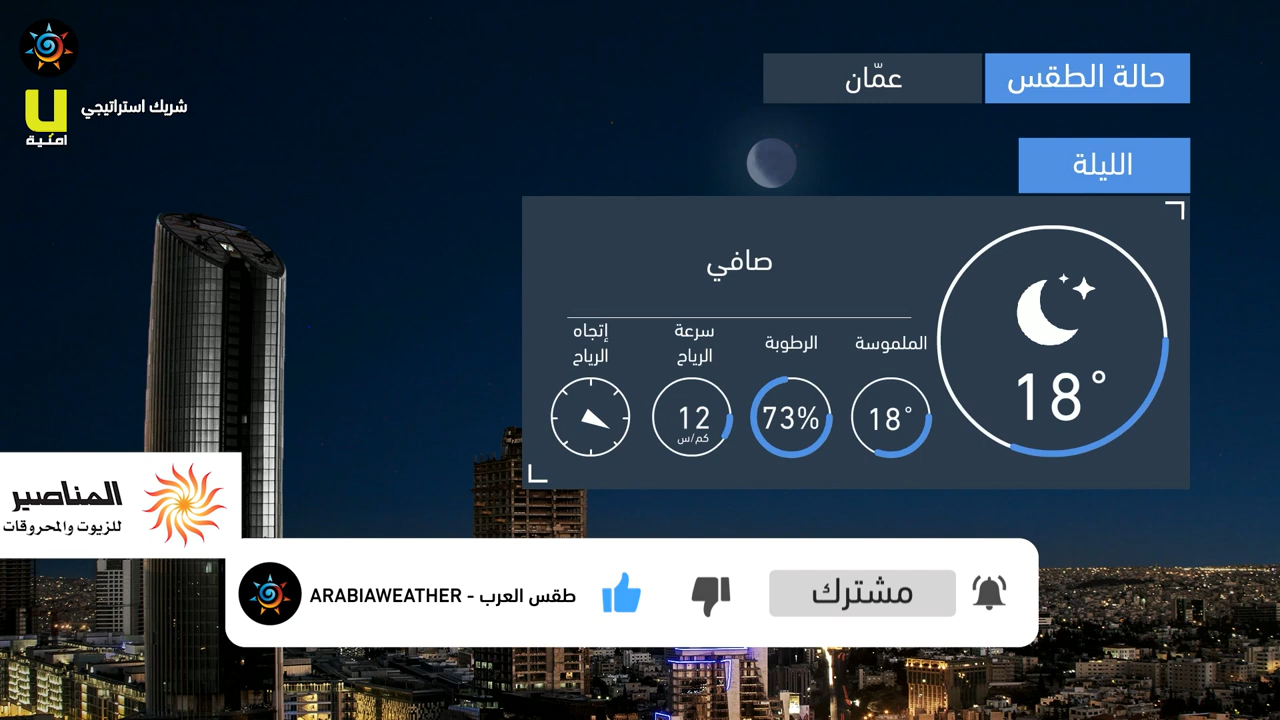 شريك استراتيجي
امنية
حالة الطقس
عمّان
الليلة
صافي
18°
الملموسة
18°
الرطوبة
73%
سرعة
الرياح
12
كم/س
إتجاه
الرياح
المناصير
للزيوت والمحروقات
ARABIAWEATHER - طقس العرب
مشترك